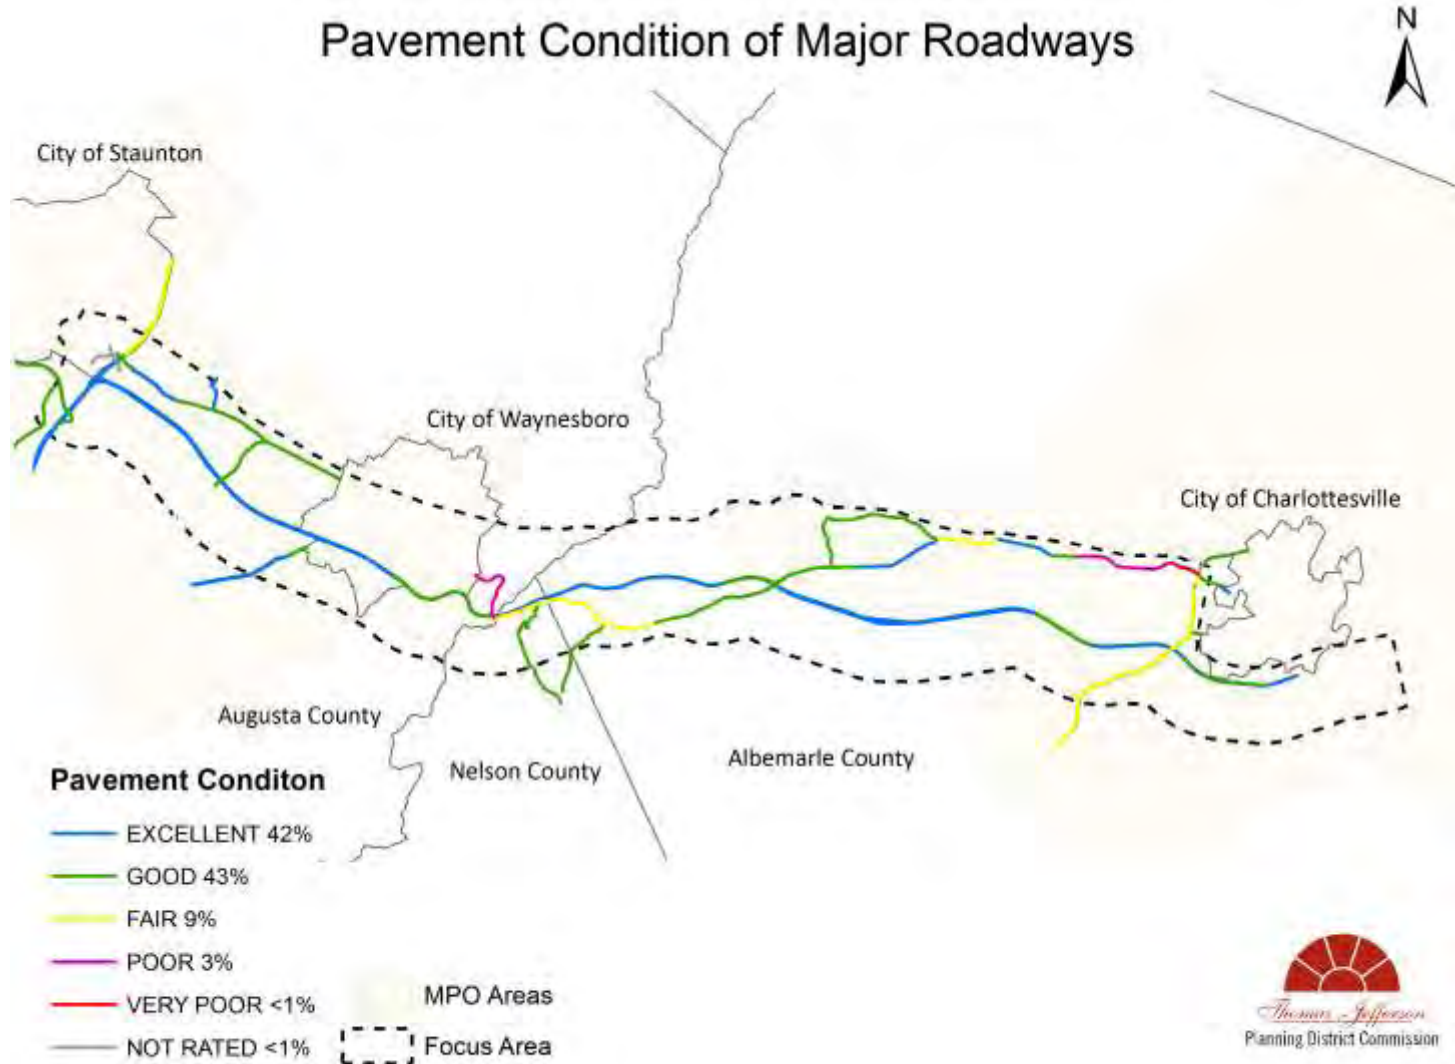 Pavement Condition of Major Roadways
N
City of Staunton
City of Waynesboro
City of Charlottesville
Augusta County
Nelson County
Albemarle County
Pavement Conditon
EXCELLENT 42%
GOOD 43%
FAIR 9%
POOR 3%
VERY POOR <1%
NOT RATED <1%
MPO Areas
Focus Area
Thomas Jefferson
Planning District Commission